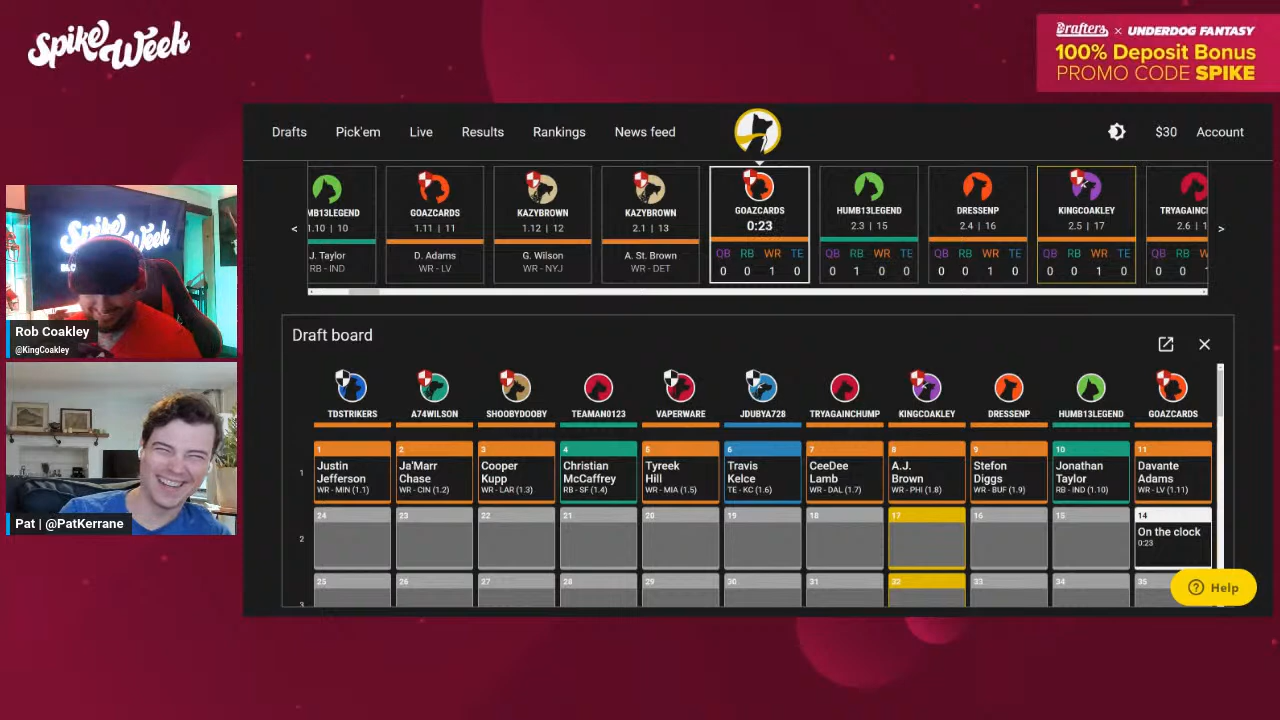 Spike Week
Drafters x UNDERDOG FANTASY
100% Deposit Bonus
PROMO CODE SPIKE
Drafts Pick'em Live Results Rankings News feed $30 Account
MB13LEGEND GOAZCARDS KAZYBROWN KAZYBROWN GOAZCARDS HUMB13LEGEND DRESSENP KINGCOAKLEY TRYAGAINCH
1.10 | 10 1.11 | 11 1.12 | 12 2.1 | 13 0:23 2.3 | 15 2.4 | 16 2.5 | 17 2.6 | 1
J. Taylor D. Adams G. Wilson A. St. Brown QB RB WR TE QB RB WR TE QB RB WR TE QB RB WR TE QB RB W
RB - IND WR - LV WR - NYJ WR - DET 0 0 1 0 0 1 0 0 0 0 1 0 0 0 1 0 0 0
< >
Draft board
TDSTRIKERS A74WILSON SHOOBYDOOBY TEAMAN0123 VAPERWARE JDUBYA728 TRYAGAINCHUMP KINGCOAKLEY DRESSENP HUMB13LEGEND GOAZCARDS
1 2 3 4 5 6 7 8 9 10 11
1 Justin Ja'Marr Cooper Christian Tyreek Travis CeeDee A.J. Stefon Jonathan Davante
Jefferson Chase Kupp McCaffrey Hill Kelce Lamb Brown Diggs Taylor Adams
WR - MIN (1.1) WR - CIN (1.2) WR - LAR (1.3) RB - SF (1.4) WR - MIA (1.5) TE - KC (1.6) WR - DAL (1.7) WR - PHI (1.8) WR - BUF (1.9) RB - IND (1.10) WR - LV (1.11)
24 23 22 21 20 19 18 17 16 15 14
2 On the clock
0:23
25 26 27 28 29 30 31 32 33 34 35
3
Help
Spike Week
Rob Coakley
@KingCoakley
Pat | @PatKerrane